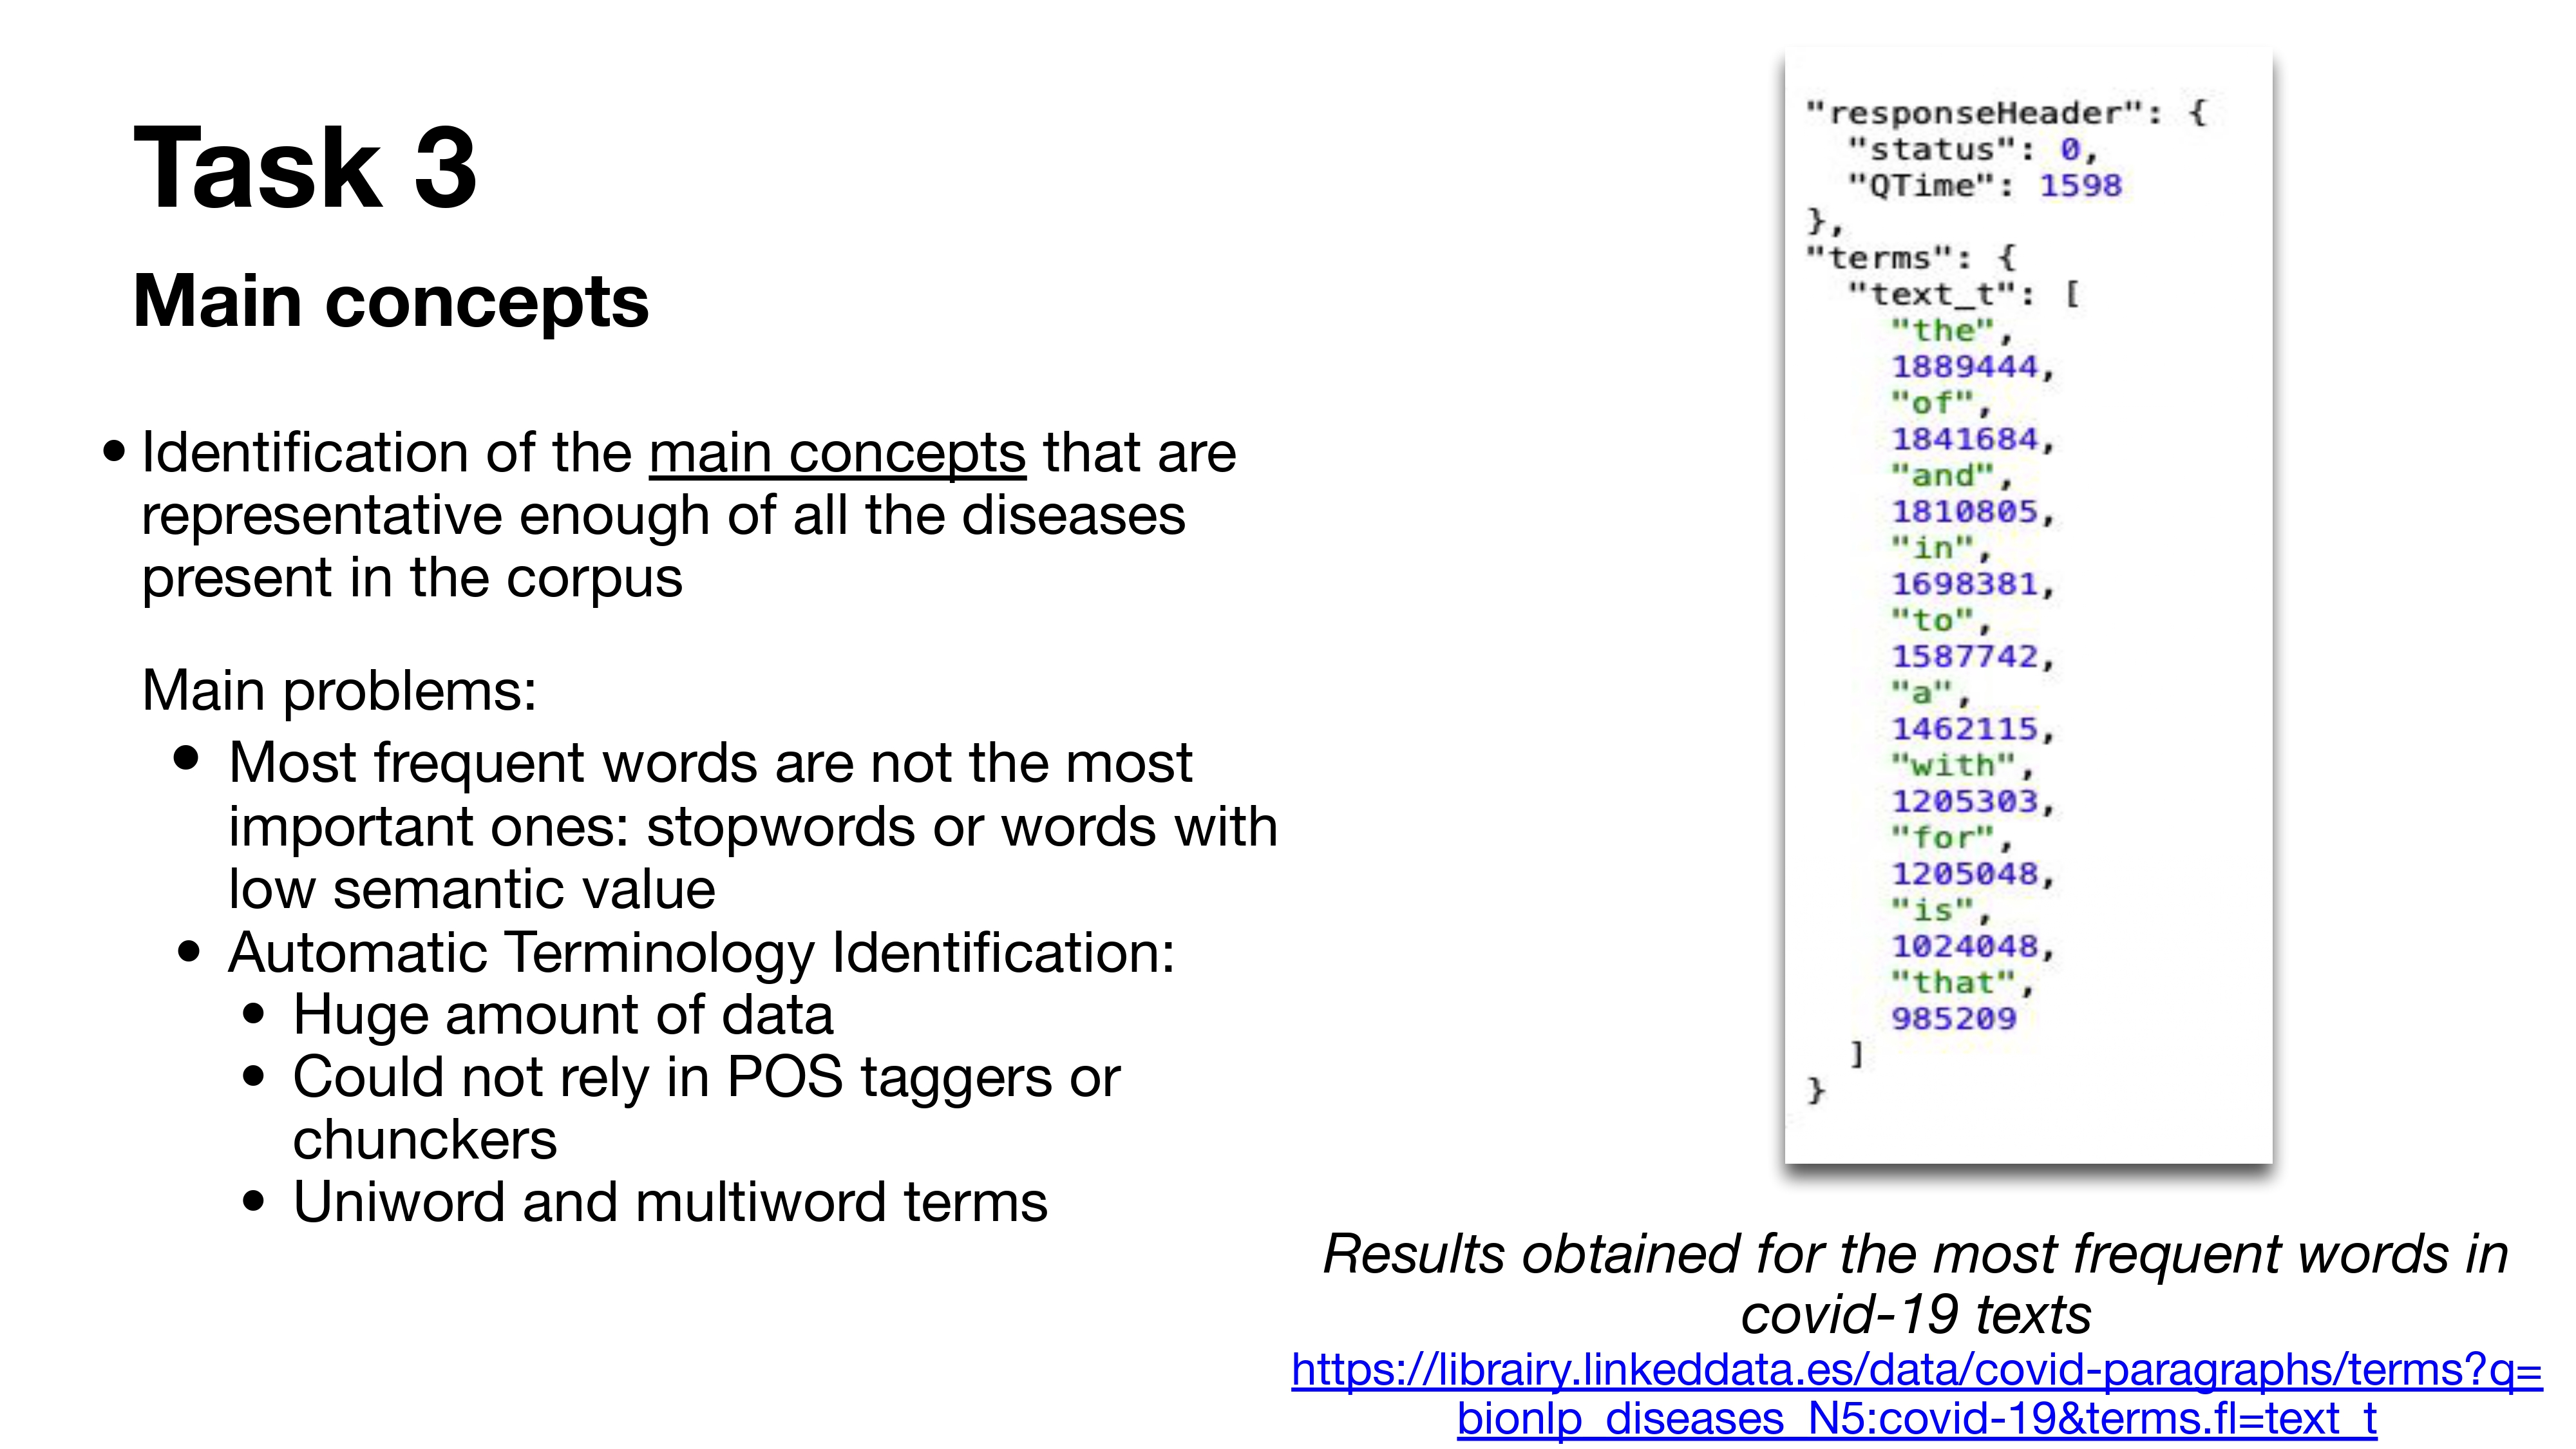 Task 3
Main concepts
• Identification of the main concepts that are
representative enough of all the diseases
present in the corpus
Main problems:
• Most frequent words are not the most
important ones: stopwords or words with
low semantic value
• Automatic Terminology Identification:
• Huge amount of data
• Could not rely in POS taggers or
chunckers
• Uniword and multiword terms
"responseHeader": {
"status": 0,
"QTime": 1598
},
"terms": {
"text_t": [
"the",
1889444,
"of",
1841684,
"and",
1810805,
"in",
1698381,
"to",
1587742,
"a",
1462115,
"with",
1205303,
"for",
1205048,
"is",
1024048,
"that",
985209
]
}
Results obtained for the most frequent words in
covid-19 texts
https://librairy.linkeddata.es/data/covid-paragraphs/terms?q=
bionlp_diseases_N5:covid-19&terms.fl=text_t